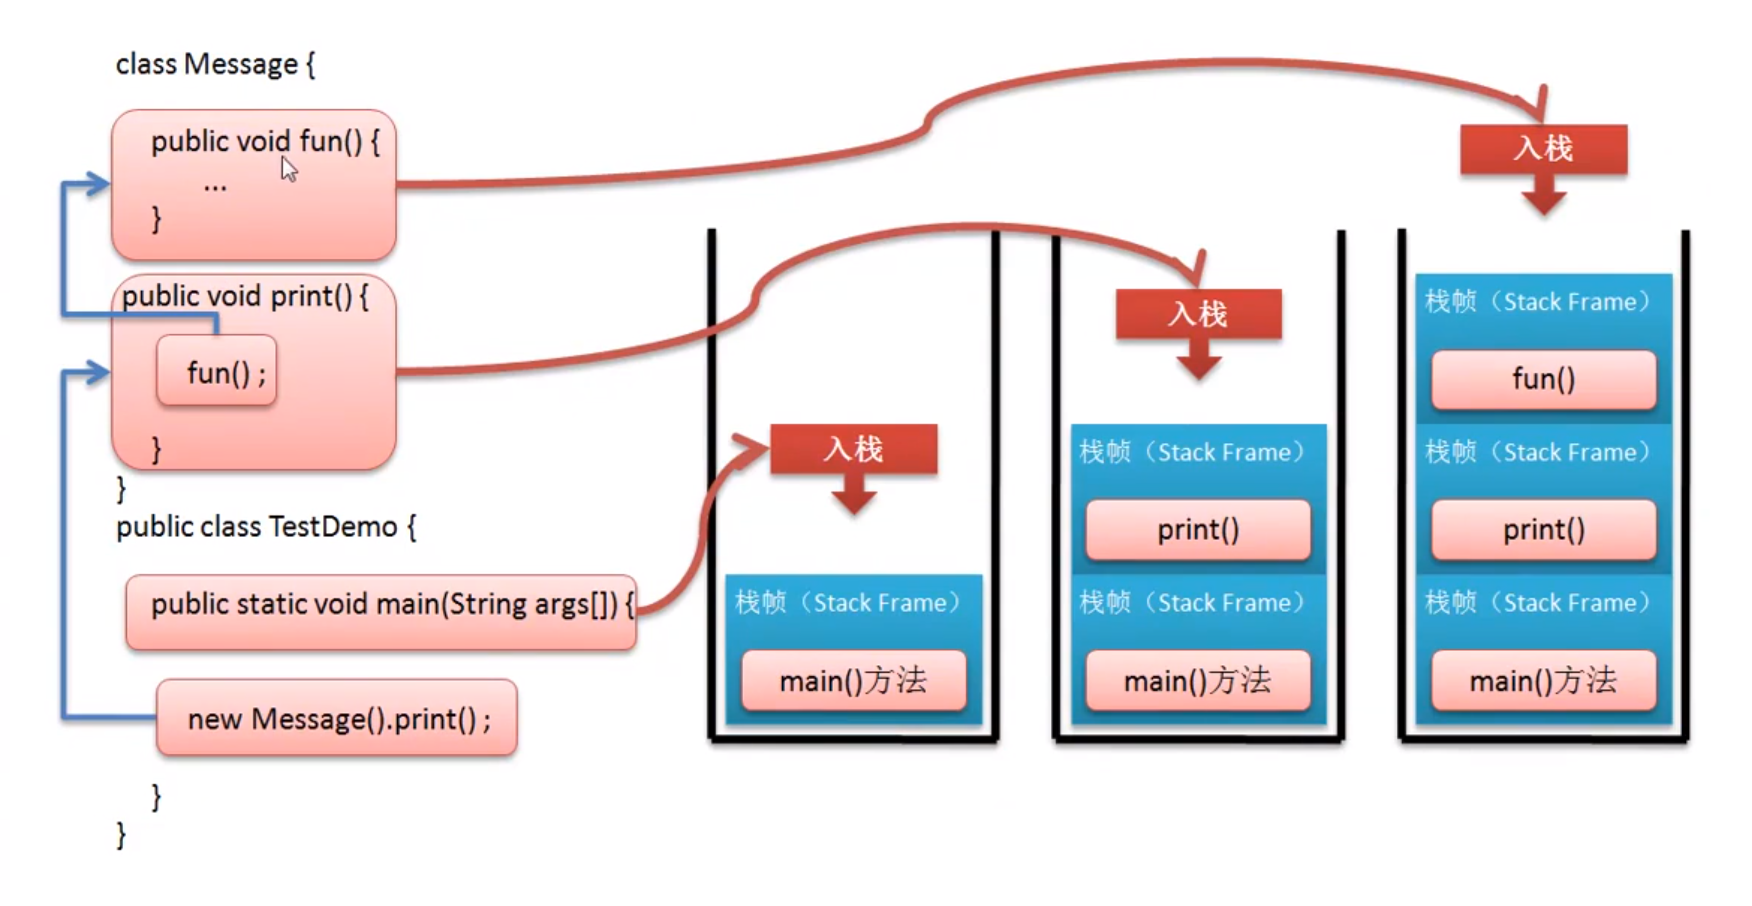 class Message {
public void fun() {
...
}
public void print() {
fun() ;
}
}
public class TestDemo {
public static void main(String args[]) {
new Message().print() ;
}
}
入栈
栈帧（Stack Frame）
main()方法
入栈
栈帧（Stack Frame）
print()
栈帧（Stack Frame）
main()方法
入栈
栈帧（Stack Frame）
fun()
栈帧（Stack Frame）
print()
栈帧（Stack Frame）
main()方法